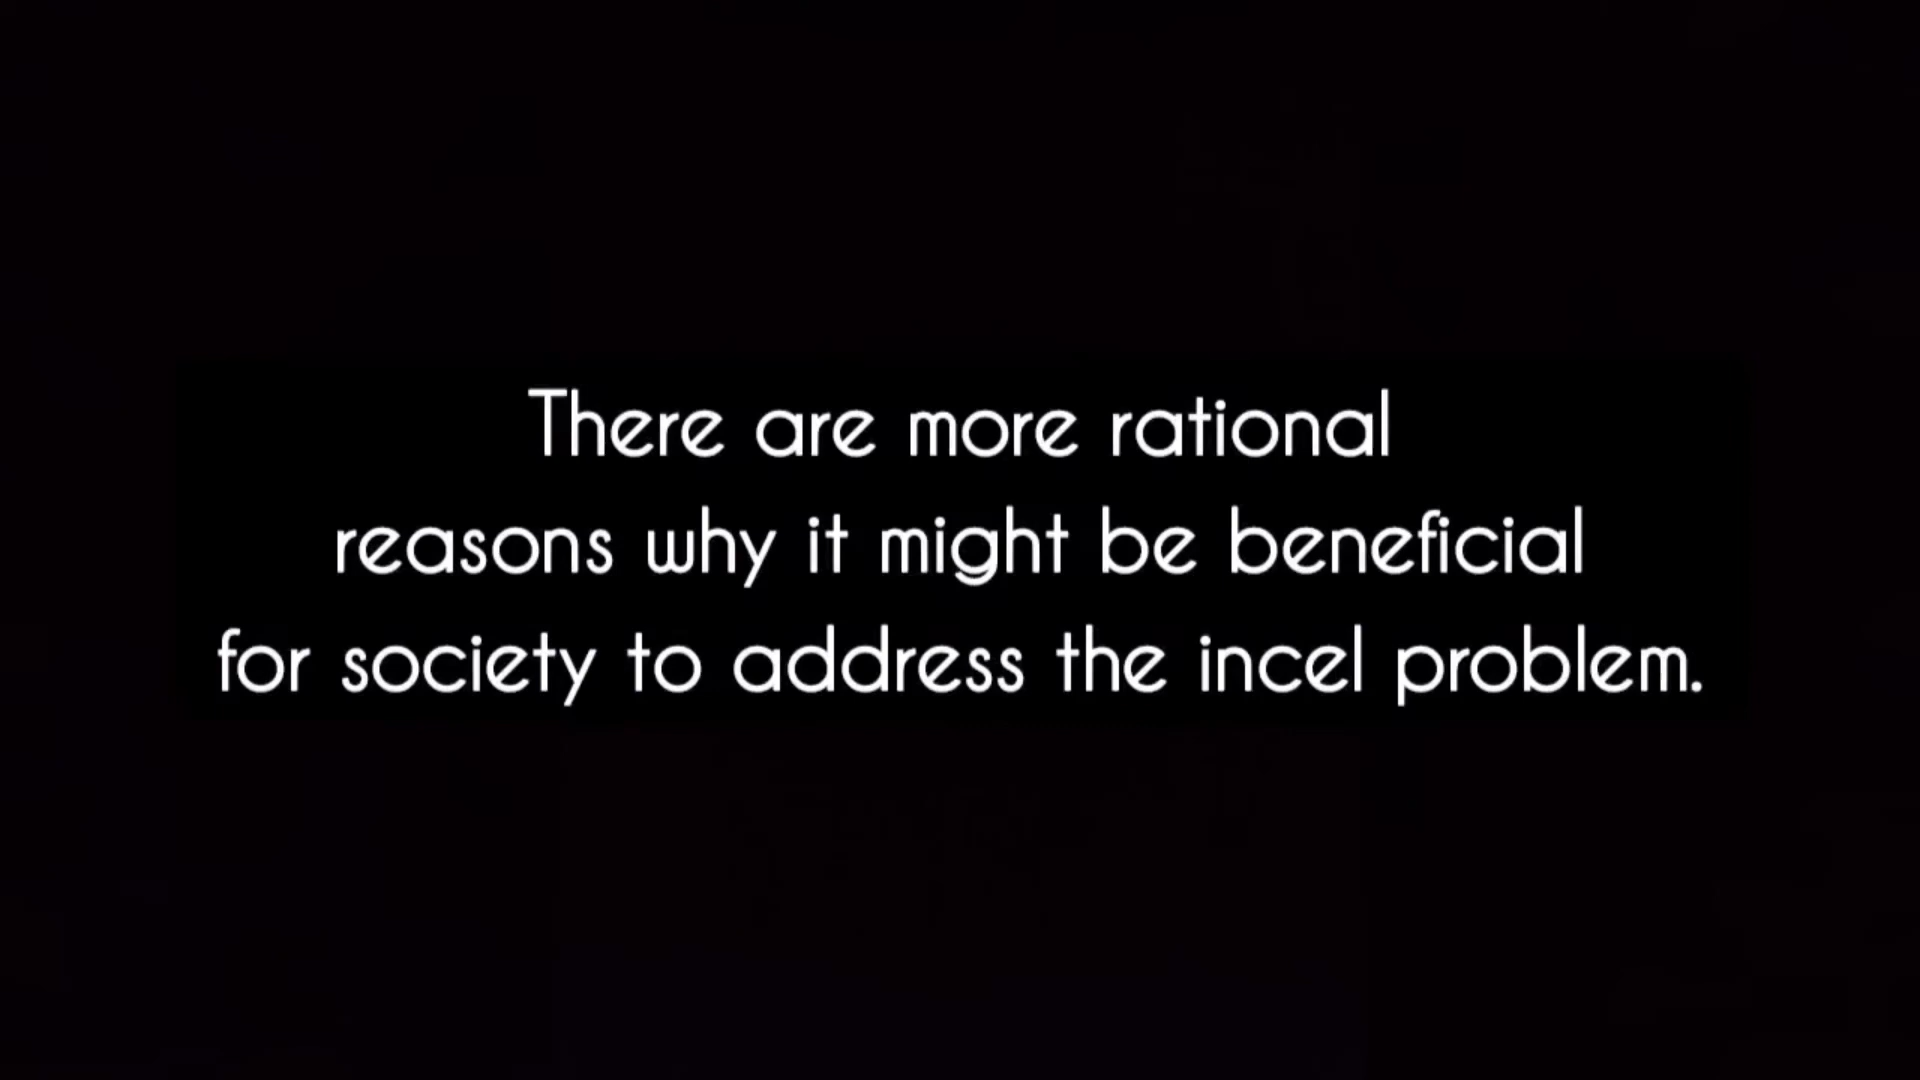 There are more rational
reasons why it might be beneficial
for society to address the incel problem.